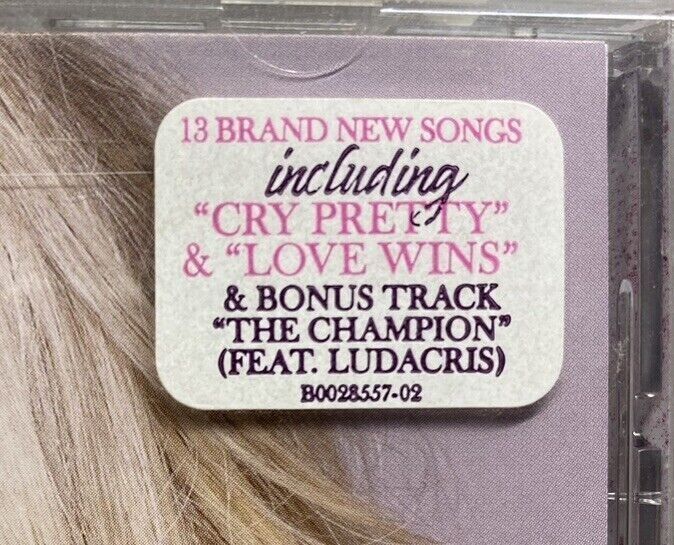 13 BRAND NEW SONGS
including
“CRY PRETTY”
& “LOVE WINS”
& BONUS TRACK
“THE CHAMPION”
(FEAT. LUDACRIS)
B0028557-02